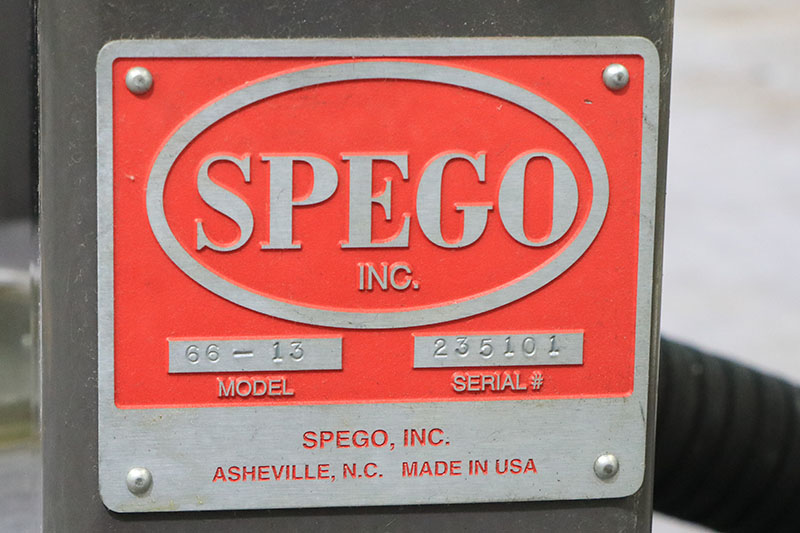 SPEGO
INC.
66-13 235101
MODEL SERIAL#
SPEGO, INC.
ASHEVILLE, N.C. MADE IN USA